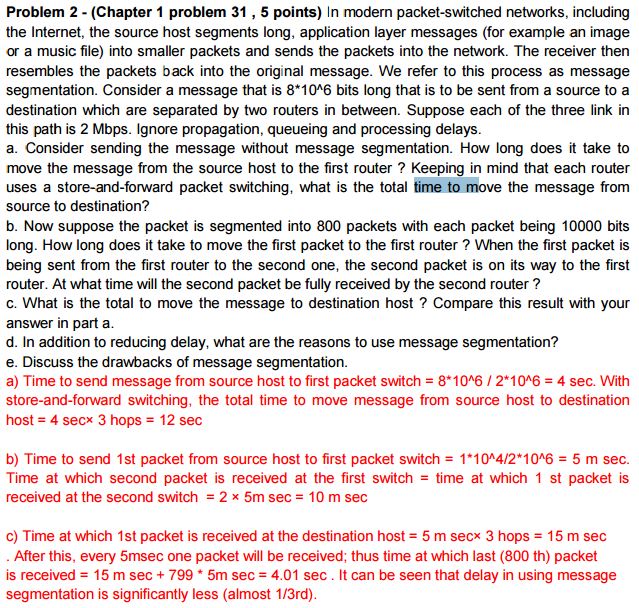 Problem 2 - (Chapter 1 problem 31 , 5 points) In modern packet-switched networks, including
the Internet, the source host segments long, application layer messages (for example an image
or a music file) into smaller packets and sends the packets into the network. The receiver then
resembles the packets back into the original message. We refer to this process as message
segmentation. Consider a message that is 8*10^6 bits long that is to be sent from a source to a
destination which are separated by two routers in between. Suppose each of the three link in
this path is 2 Mbps. Ignore propagation, queueing and processing delays.
a. Consider sending the message without message segmentation. How long does it take to
move the message from the source host to the first router ? Keeping in mind that each router
uses a store-and-forward packet switching, what is the total time to move the message from
source to destination?
b. Now suppose the packet is segmented into 800 packets with each packet being 10000 bits
long. How long does it take to move the first packet to the first router ? When the first packet is
being sent from the first router to the second one, the second packet is on its way to the first
router. At what time will the second packet be fully received by the second router ?
c. What is the total to move the message to destination host ? Compare this result with your
answer in part a.
d. In addition to reducing delay, what are the reasons to use message segmentation?
e. Discuss the drawbacks of message segmentation.
a) Time to send message from source host to first packet switch = 8*10^6 / 2*10^6 = 4 sec. With
store-and-forward switching, the total time to move message from source host to destination
host = 4 sec× 3 hops = 12 sec
b) Time to send 1st packet from source host to first packet switch = 1*10^4/2*10^6 = 5 m sec.
Time at which second packet is received at the first switch = time at which 1 st packet is
received at the second switch = 2 × 5m sec = 10 m sec
c) Time at which 1st packet is received at the destination host = 5 m sec× 3 hops = 15 m sec
. After this, every 5msec one packet will be received; thus time at which last (800 th) packet
is received = 15 m sec + 799 * 5m sec = 4.01 sec . It can be seen that delay in using message
segmentation is significantly less (almost 1/3rd).